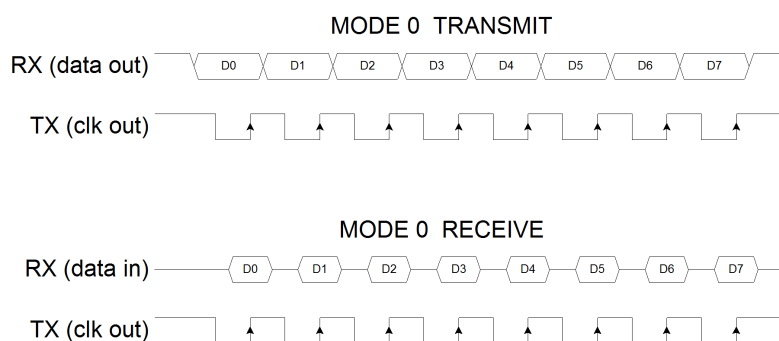 MODE 0 TRANSMIT
RX (data out) D0 D1 D2 D3 D4 D5 D6 D7
TX (clk out)
MODE 0 RECEIVE
RX (data in) D0 D1 D2 D3 D4 D5 D6 D7
TX (clk out)